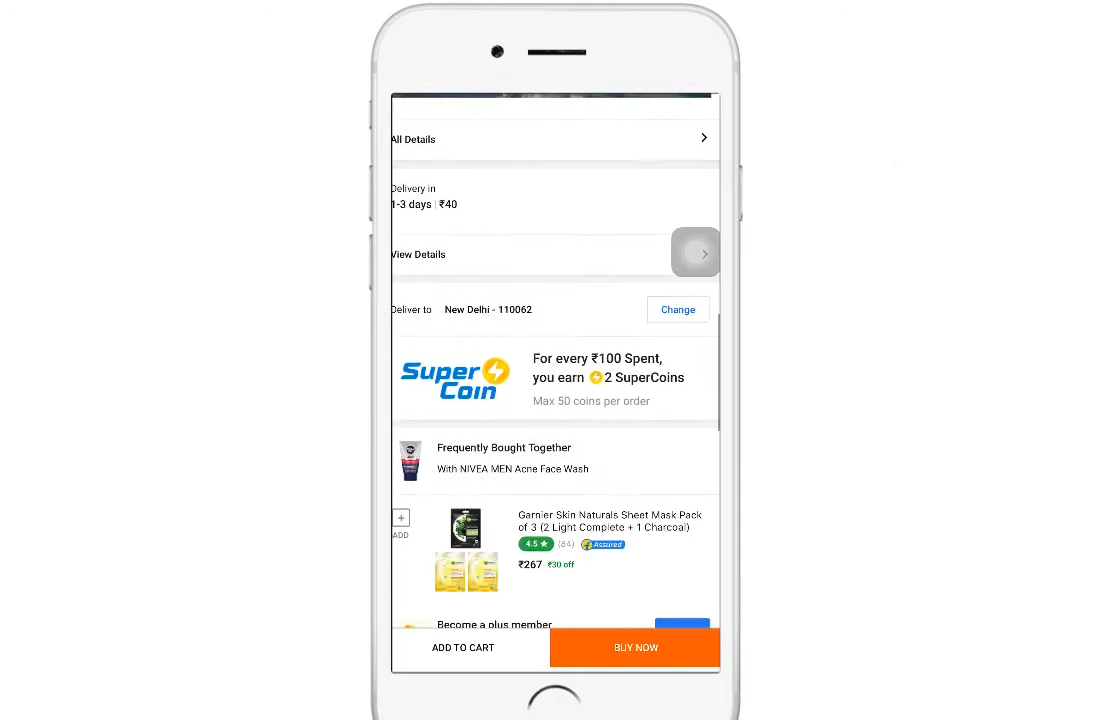 All Details
Delivery in
1-3 days | ₹40
View Details
Deliver to New Delhi - 110062
Change
Super
Coin
For every ₹100 Spent,
you earn 2 SuperCoins
Max 50 coins per order
Frequently Bought Together
With NIVEA MEN Acne Face Wash
ADD
Garnier Skin Naturals Sheet Mask Pack
of 3 (2 Light Complete + 1 Charcoal)
4.5 ★ (84) Assured
₹267 ₹30 off
Become a plus member
ADD TO CART
BUY NOW